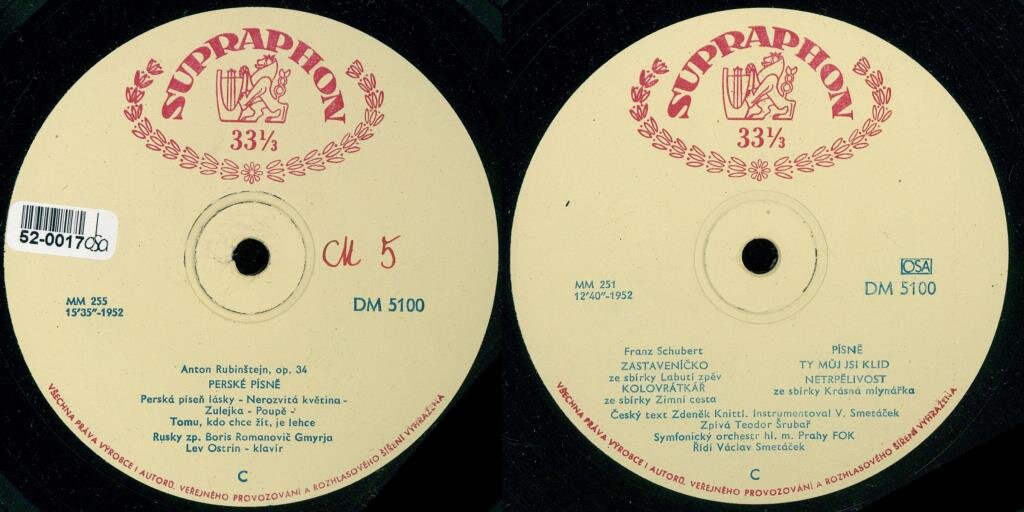 SUPRAPHON
33⅓
52-0017
CM 5
MM 255
15'35"-1952
DM 5100
Anton Rubinštejn, op. 34
PERSKÉ PÍSNĚ
Perská píseň lásky - Nerozvitá květina -
Zulejka - Poupě -
Tomu, kdo chce žít, je lehce
Rusky zp. Boris Romanovič Gmyrja
Lev Ostrin - klavír
C
VŠECHNA PRÁVA VÝROBCE I AUTORŮ, VEŘEJNÉHO PROVOZOVÁNÍ A ROZHLASOVÉHO ŠÍŘENÍ VYHRAŽENA
SUPRAPHON
33⅓
OSA
MM 251
12'40"-1952
DM 5100
Franz Schubert PÍSNĚ
ZASTAVENÍČKO TY MŮJ JSI KLID
ze sbírky Labutí zpěv NETRPĚLIVOST
KOLOVRÁTKÁŘ ze sbírky Krásná mlynářka
ze sbírky Zimní cesta
Český text Zdeněk Knittl. Instrumentoval V. Smetáček
Zpívá Teodor Šrubař
Symfonický orchestr hl. m. Prahy FOK
Řídí Václav Smetáček
C
VŠECHNA PRÁVA VÝROBCE I AUTORŮ, VEŘEJNÉHO PROVOZOVÁNÍ A ROZHLASOVÉHO ŠÍŘENÍ VYHRAŽENA